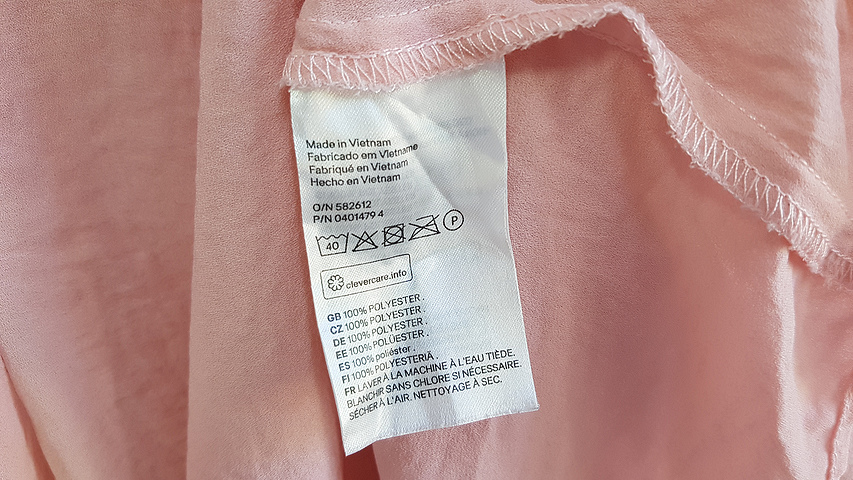 Made in Vietnam
Fabricado em Vietname
Fabriqué en Vietnam
Hecho en Vietnam
O/N 582612
P/N 0401479 4
40 P
clevercare.info
GB 100% POLYESTER .
CZ 100% POLYESTER .
DE 100% POLYESTER .
EE 100% POLÜESTER .
ES 100% poliéster .
FI 100% POLYESTERIÄ .
FR LAVER À LA MACHINE À L'EAU TIÈDE.
BLANCHIR SANS CHLORE SI NÉCESSAIRE.
SÉCHER À L'AIR. NETTOYAGE À SEC.